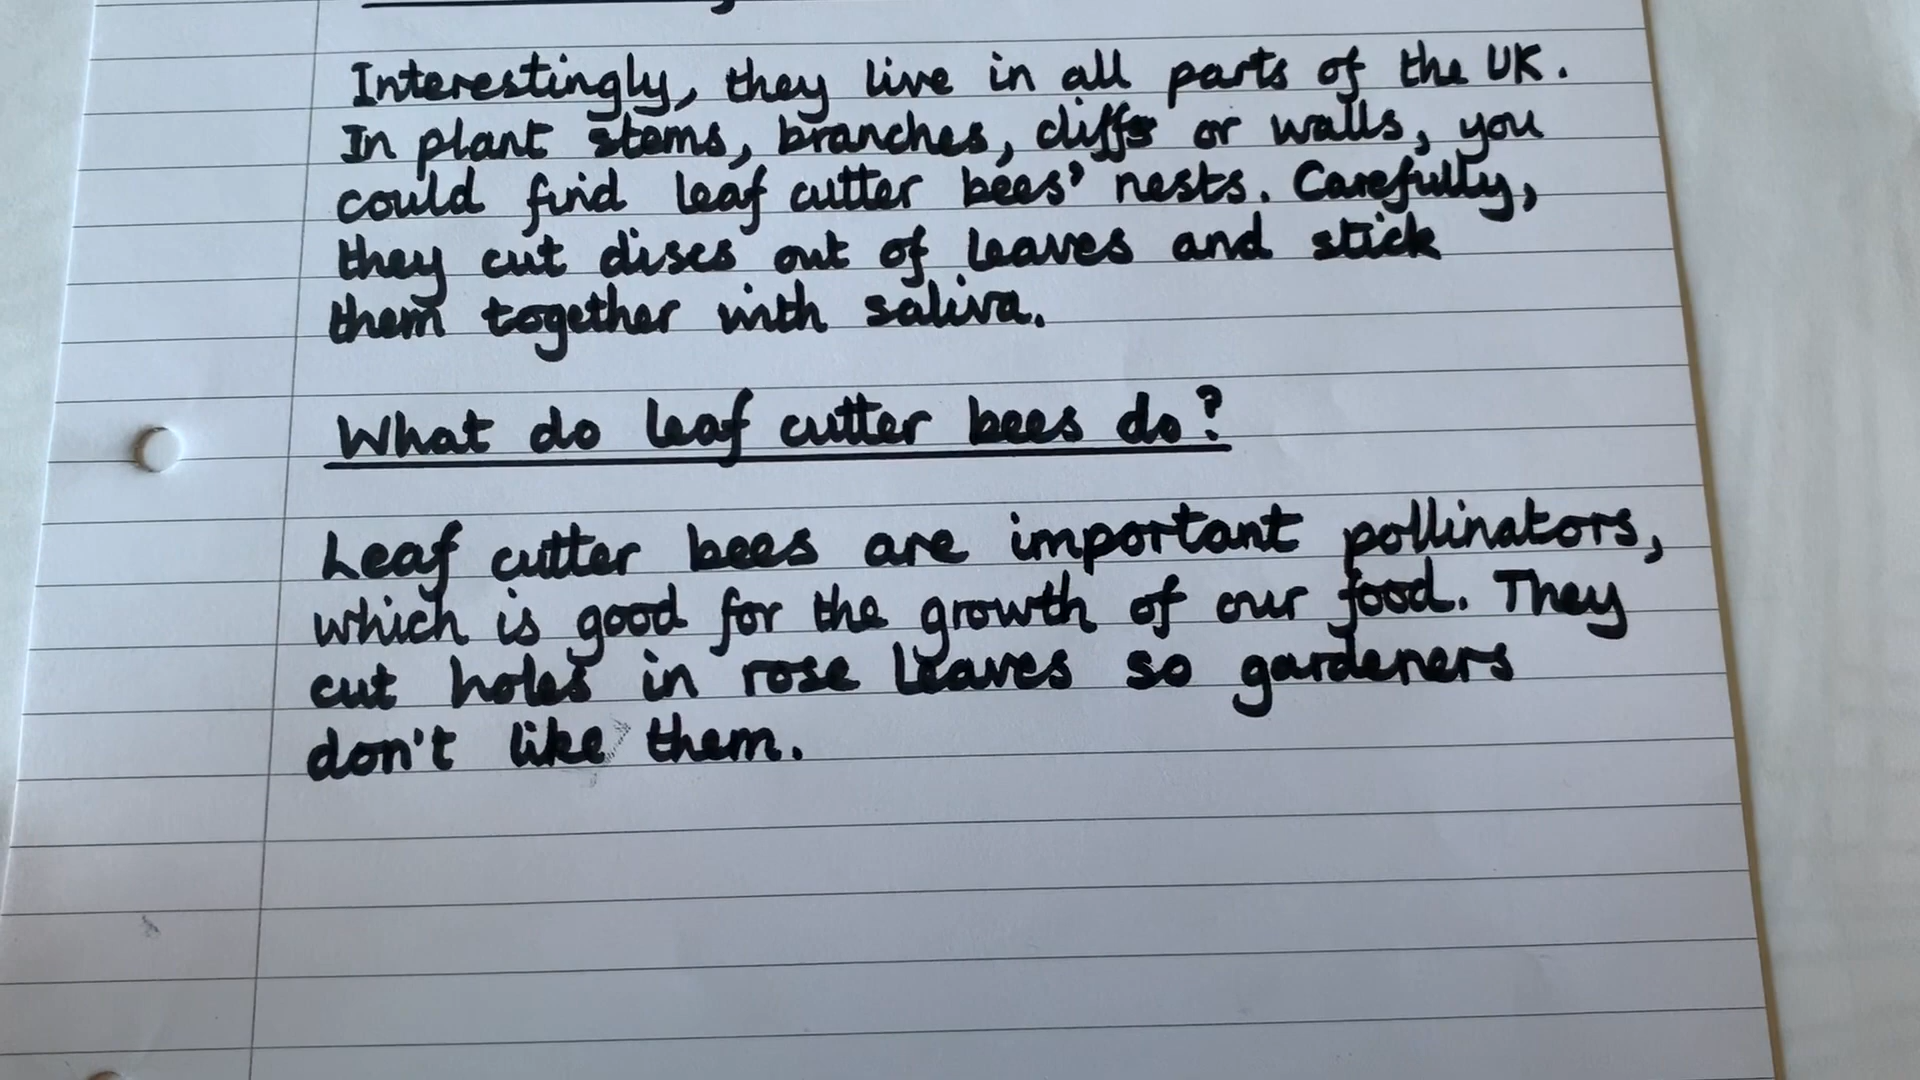 Interestingly, they live in all parts of the UK.
In plant stems, branches, cliffs or walls, you
could find leaf cutter bees' nests. Carefully,
they cut discs out of leaves and stick
them together with saliva.
What do leaf cutter bees do?
Leaf cutter bees are important pollinators,
which is good for the growth of our food. They
cut holes in rose leaves so gardeners
don't like them.